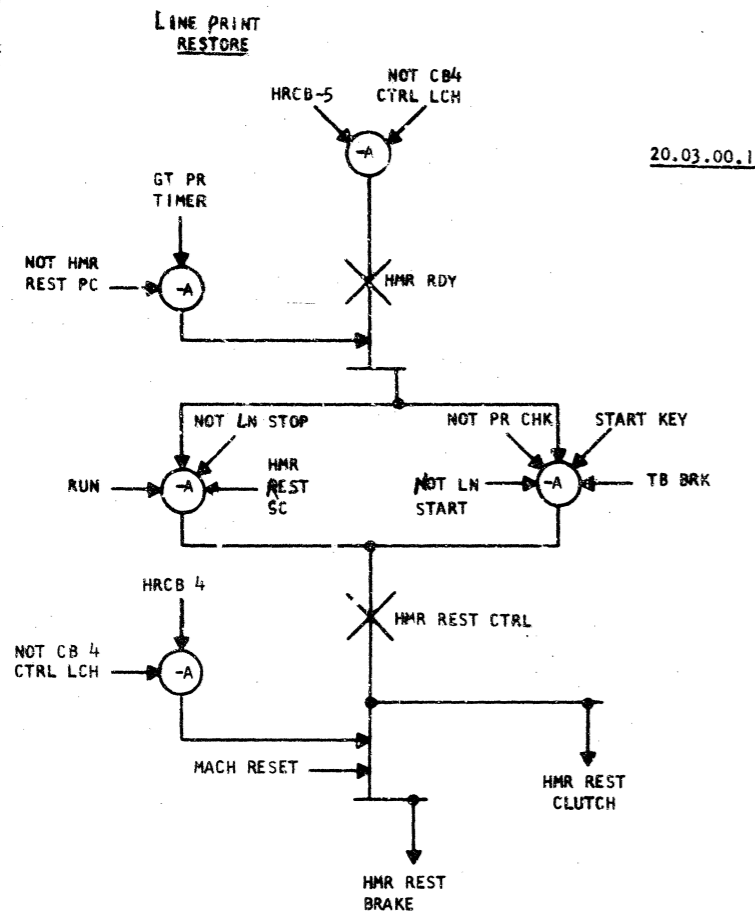 LINE PRINT
RESTORE
NOT CB4
HRCB-5 CTRL LCH
-A
20.03.00.1
GT PR
TIMER
NOT HMR
REST PC
-A
HMR RDY
NOT LN STOP
NOT PR CHK
START KEY
RUN
-A
HMR
REST
SC
NOT LN
START
-A
TB BRK
HRCB 4
HMR REST CTRL
NOT CB 4
CTRL LCH
-A
MACH RESET
HMR REST
CLUTCH
HMR REST
BRAKE